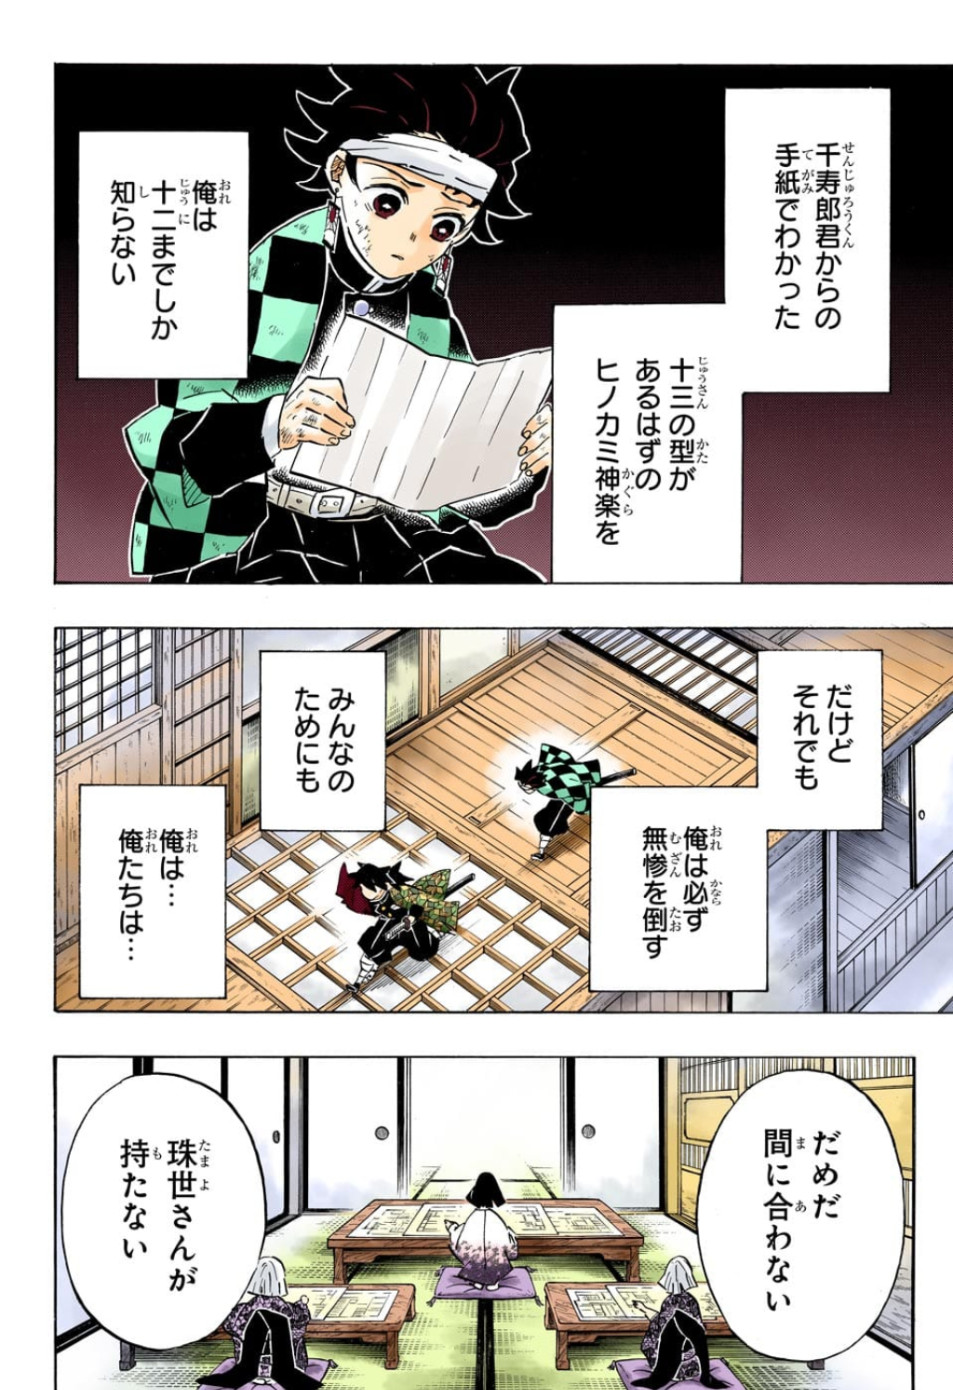 千寿郎君からの
手紙でわかった
十三の型が
あるはずの
ヒノカミ神楽を
俺は
十二までしか
知らない
だけど
それでも
俺は必ず
無惨を倒す
みんなの
ためにも
俺は…
俺たちは…
だめだ
間に合わない
珠世さんが
持たない